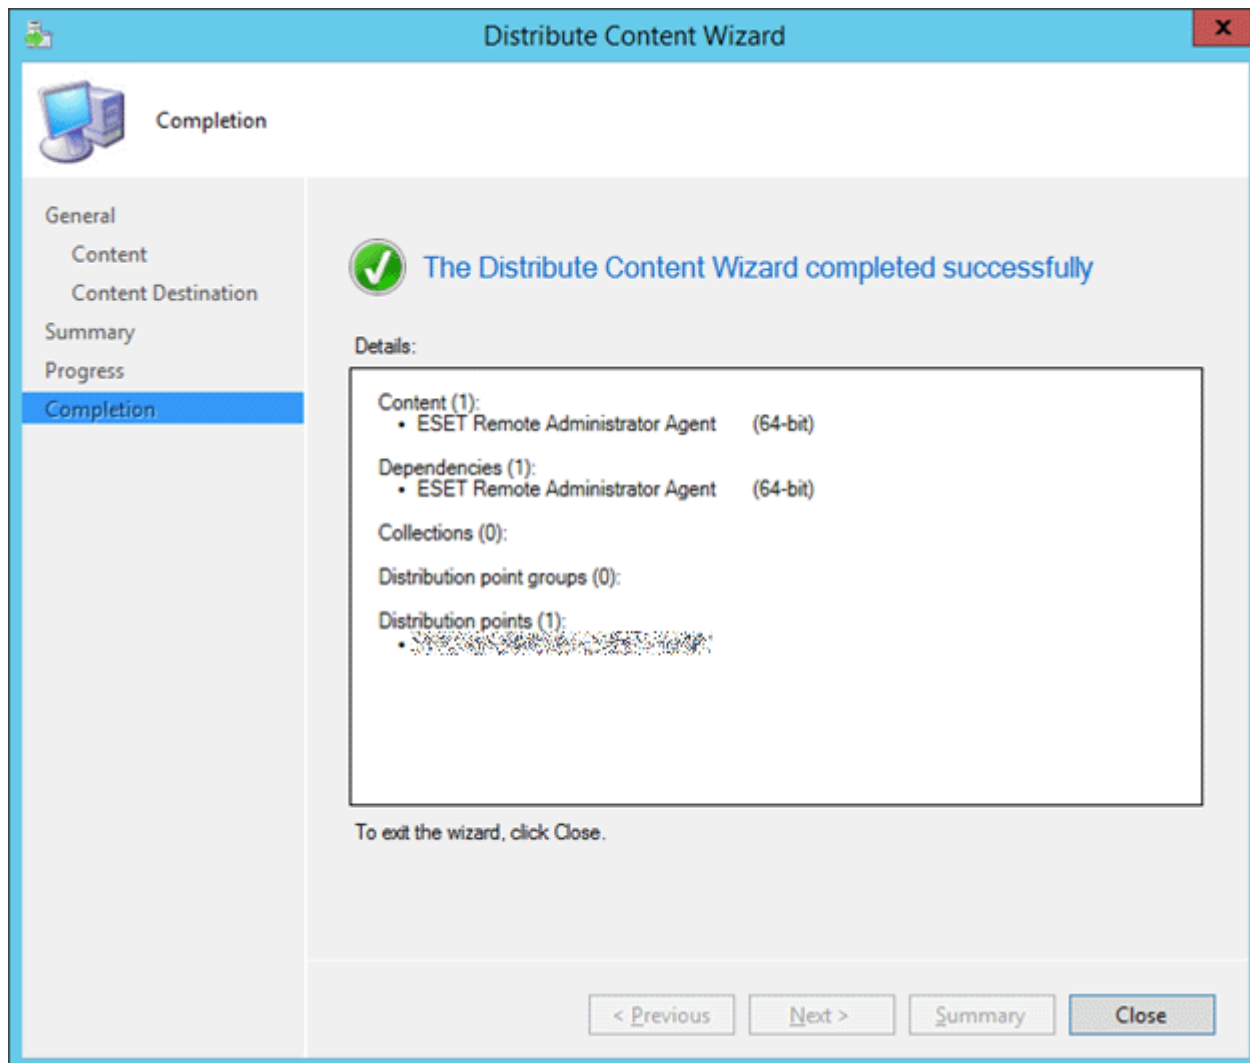 Distribute Content Wizard
x
Completion
General
Content
Content Destination
Summary
Progress
Completion
The Distribute Content Wizard completed successfully
Details:
Content (1):
• ESET Remote Administrator Agent (64-bit)
Dependencies (1):
• ESET Remote Administrator Agent (64-bit)
Collections (0):
Distribution point groups (0):
Distribution points (1):
•
To exit the wizard, click Close.
< Previous Next > Summary Close